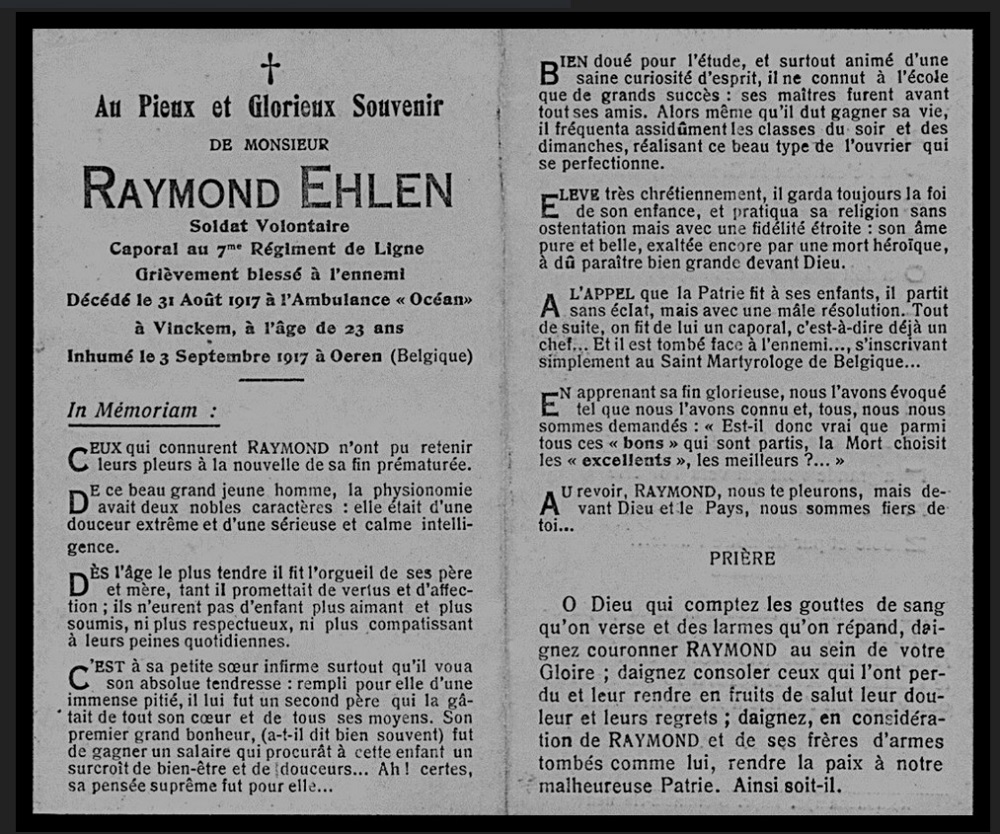 Au Pieux et Glorieux Souvenir
DE MONSIEUR
RAYMOND EHLEN
Soldat Volontaire
Caporal au 7me Régiment de Ligne
Grièvement blessé à l'ennemi
Décédé le 31 Août 1917 à l'Ambulance « Océan»
à Vinckem, à l'âge de 23 ans
Inhumé le 3 Septembre 1917 à Oeren (Belgique)
In Mémoriam :
CEUX qui connurent RAYMOND n'ont pu retenir
leurs pleurs à la nouvelle de sa fin prématurée.
DE ce beau grand jeune homme, la physionomie
avait deux nobles caractères : elle était d'une
douceur extrême et d'une sérieuse et calme intelli-
gence.
DÈS l'âge le plus tendre il fit l'orgueil de ses père
et mère, tant il promettait de vertus et d'affec-
tion ; ils n'eurent pas d'enfant plus aimant et plus
soumis, ni plus respectueux, ni plus compatissant
à leurs peines quotidiennes.
C'EST à sa petite sœur infirme surtout qu'il voua
son absolue tendresse : rempli pour elle d'une
immense pitié, il lui fut un second père qui la gâ-
tait de tout son cœur et de tous ses moyens. Son
premier grand bonheur, (a-t-il dit bien souvent) fut
de gagner un salaire qui procurât à cette enfant un
surcroît de bien-être et de douceurs... Ah ! certes,
sa pensée suprême fut pour elle...
BIEN doué pour l'étude, et surtout animé d'une
saine curiosité d'esprit, il ne connut à l'école
que de grands succès : ses maîtres furent avant
tout ses amis. Alors même qu'il dut gagner sa vie,
il fréquenta assidûment les classes du soir et des
dimanches, réalisant ce beau type de l'ouvrier qui
se perfectionne.
ELEVE très chrétiennement, il garda toujours la foi
de son enfance, et pratiqua sa religion sans
ostentation mais avec une fidélité étroite : son âme
pure et belle, exaltée encore par une mort héroïque,
à dû paraître bien grande devant Dieu.
A L'APPEL que la Patrie fit à ses enfants, il partit
sans éclat, mais avec une mâle résolution. Tout
de suite, on fit de lui un caporal, c'est-à-dire déjà un
chef... Et il est tombé face à l'ennemi..., s'inscrivant
simplement au Saint Martyrologe de Belgique...
EN apprenant sa fin glorieuse, nous l'avons évoqué
tel que nous l'avons connu et, tous, nous nous
sommes demandés : « Est-il donc vrai que parmi
tous ces « bons » qui sont partis, la Mort choisit
les « excellents », les meilleurs ?... »
AU revoir, RAYMOND, nous te pleurons, mais de-
vant Dieu et le Pays, nous sommes fiers de
toi...
PRIÈRE
O Dieu qui comptez les gouttes de sang
qu'on verse et des larmes qu'on répand, dai-
gnez couronner RAYMOND au sein de votre
Gloire ; daignez consoler ceux qui l'ont per-
du et leur rendre en fruits de salut leur dou-
leur et leurs regrets ; daignez, en considéra-
tion de RAYMOND et de ses frères d'armes
tombés comme lui, rendre la paix à notre
malheureuse Patrie. Ainsi soit-il.